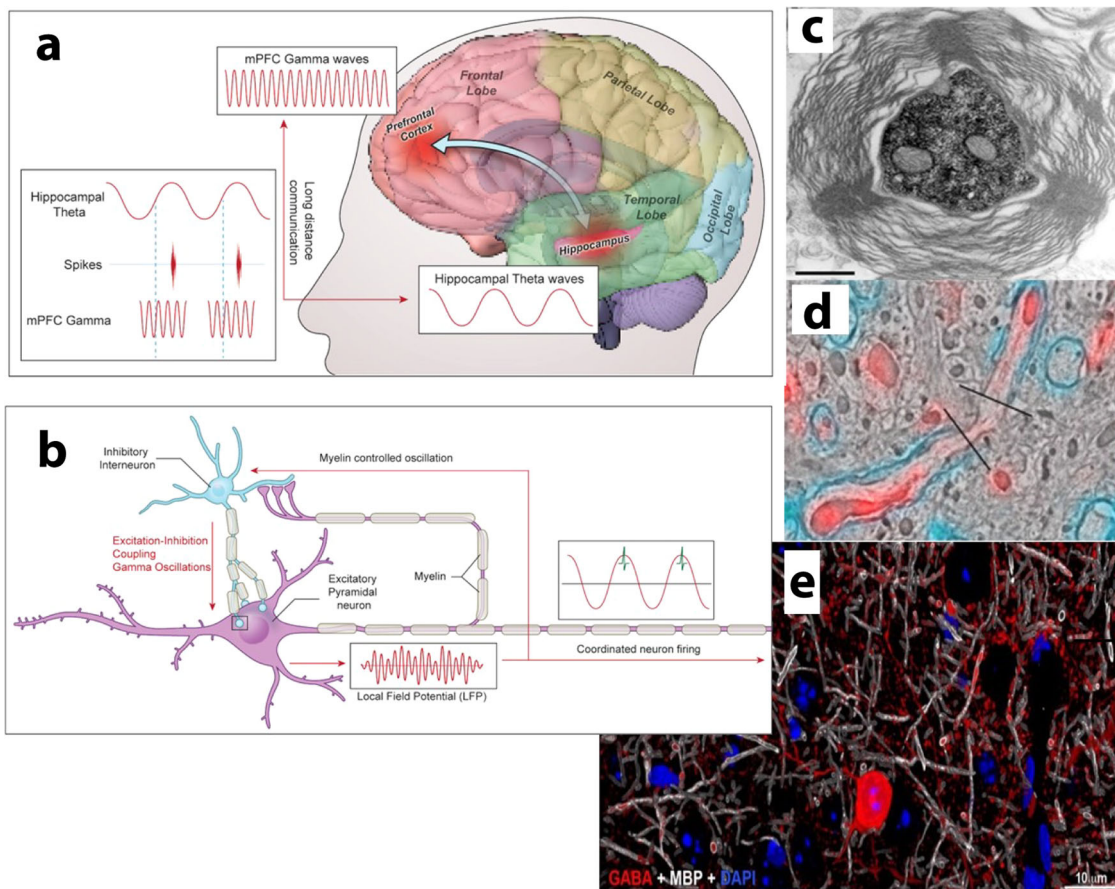 a
mPFC Gamma waves
Frontal
Lobe
Parietal Lobe
Prefrontal
Cortex
Long distance
communication
Temporal
Lobe
Occipital
Lobe
Hippocampus
Hippocampal
Theta
Spikes
mPFC Gamma
Hippocampal Theta waves
b
Inhibitory
Interneuron
Myelin controlled oscillation
Excitation-Inhibition
Coupling
Gamma Oscillations
Excitatory
Pyramidal
neuron
Myelin
Coordinated neuron firing
Local Field Potential (LFP)
c
d
e
GABA + MBP + DAPI
10 µm